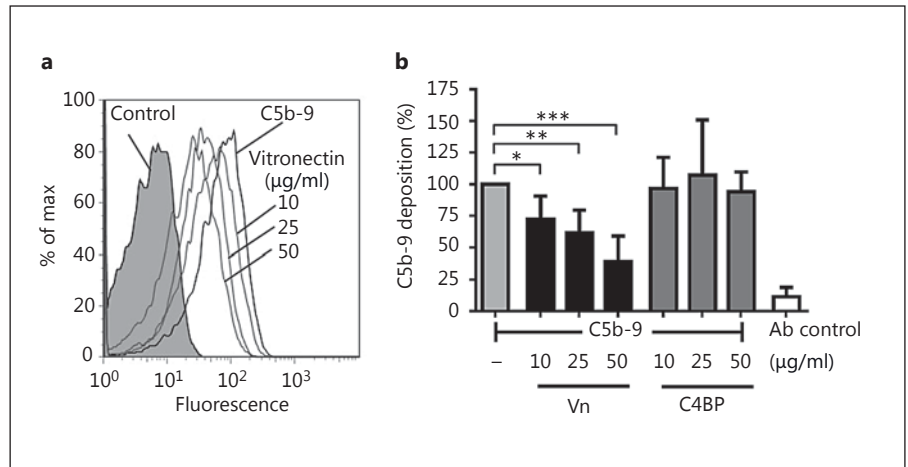 a
100
80
60
40
20
0
% of max
Control
C5b-9
Vitronectin
(µg/ml)
10
25
50
10⁰ 10¹ 10² 10³
Fluorescence
b
175
150
125
100
75
50
25
0
C5b-9 deposition (%)
***
**
*
C5b-9
Ab control
– 10 25 50 10 25 50 (µg/ml)
Vn C4BP